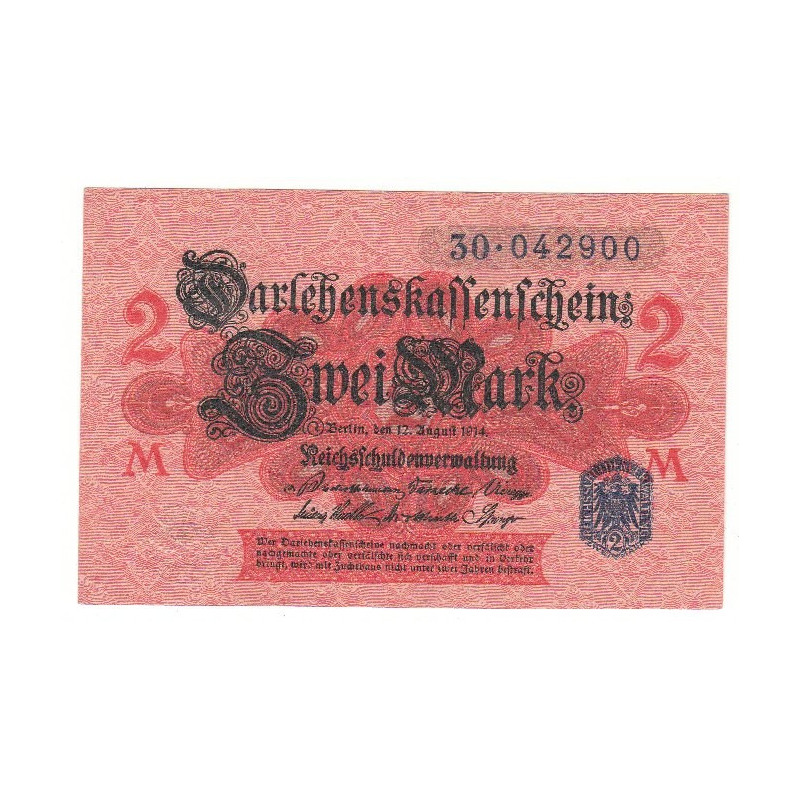 30·042900
Darlehenskassenschein:
2 2
Zwei Mark.
Berlin, den 12. August 1914.
M M
Reichsschuldenverwaltung
2
Wer Darlehenskassenscheine nachmacht oder verfälscht oder
nachgemachte oder verfälschte sich verschafft und in Verkehr
bringt, wird mit Zuchthaus nicht unter zwei Jahren bestraft.